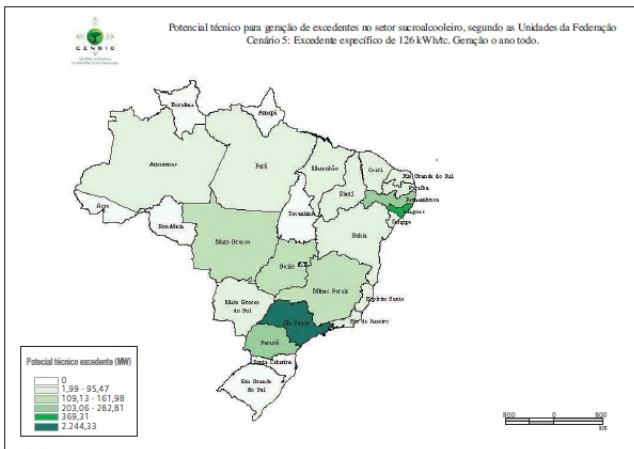 Potencial técnico para geração de excedentes no setor sucroalcooleiro, segundo as Unidades da Federação
Cenário 5: Excedente específico de 126 kWh/tc. Geração o ano todo.
CENBIO
Roraima
Amapá
Amazonas
Pará
Maranhão
Ceará
Rio Grande do Sul
Paraíba
Pernambuco
Alagoas
Sergipe
Piauí
Acre
Rondônia
Tocantins
Bahia
Mato Grosso
Goiás
Minas Gerais
Espírito Santo
Rio de Janeiro
Mato Grosso
do Sul
São Paulo
Paraná
Santa Catarina
Rio Grande
do Sul
Potecial técnico excedente (MW)
0
1,99 - 95,47
109,13 - 161,98
203,06 - 282,81
369,31
2.244,33
800 0 800
km